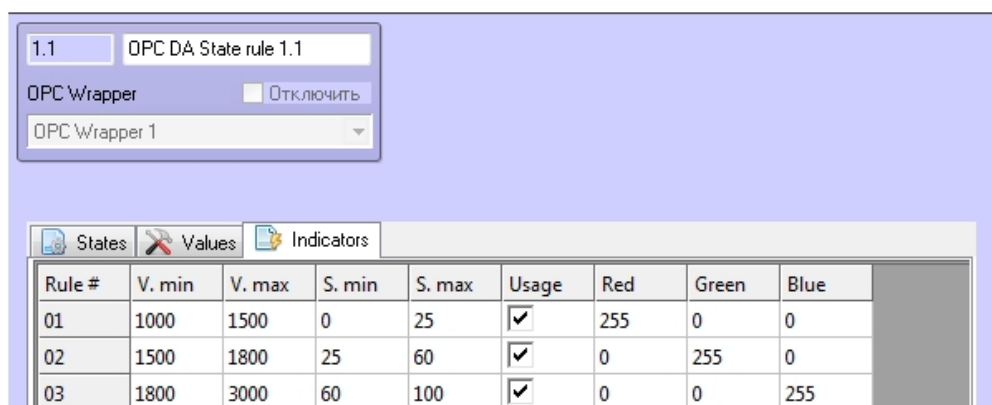 1.1 OPC DA State rule 1.1
OPC Wrapper Отключить
OPC Wrapper 1
States Values Indicators
Rule # V. min V. max S. min S. max Usage Red Green Blue
01 1000 1500 0 25 255 0 0
02 1500 1800 25 60 0 255 0
03 1800 3000 60 100 0 0 255